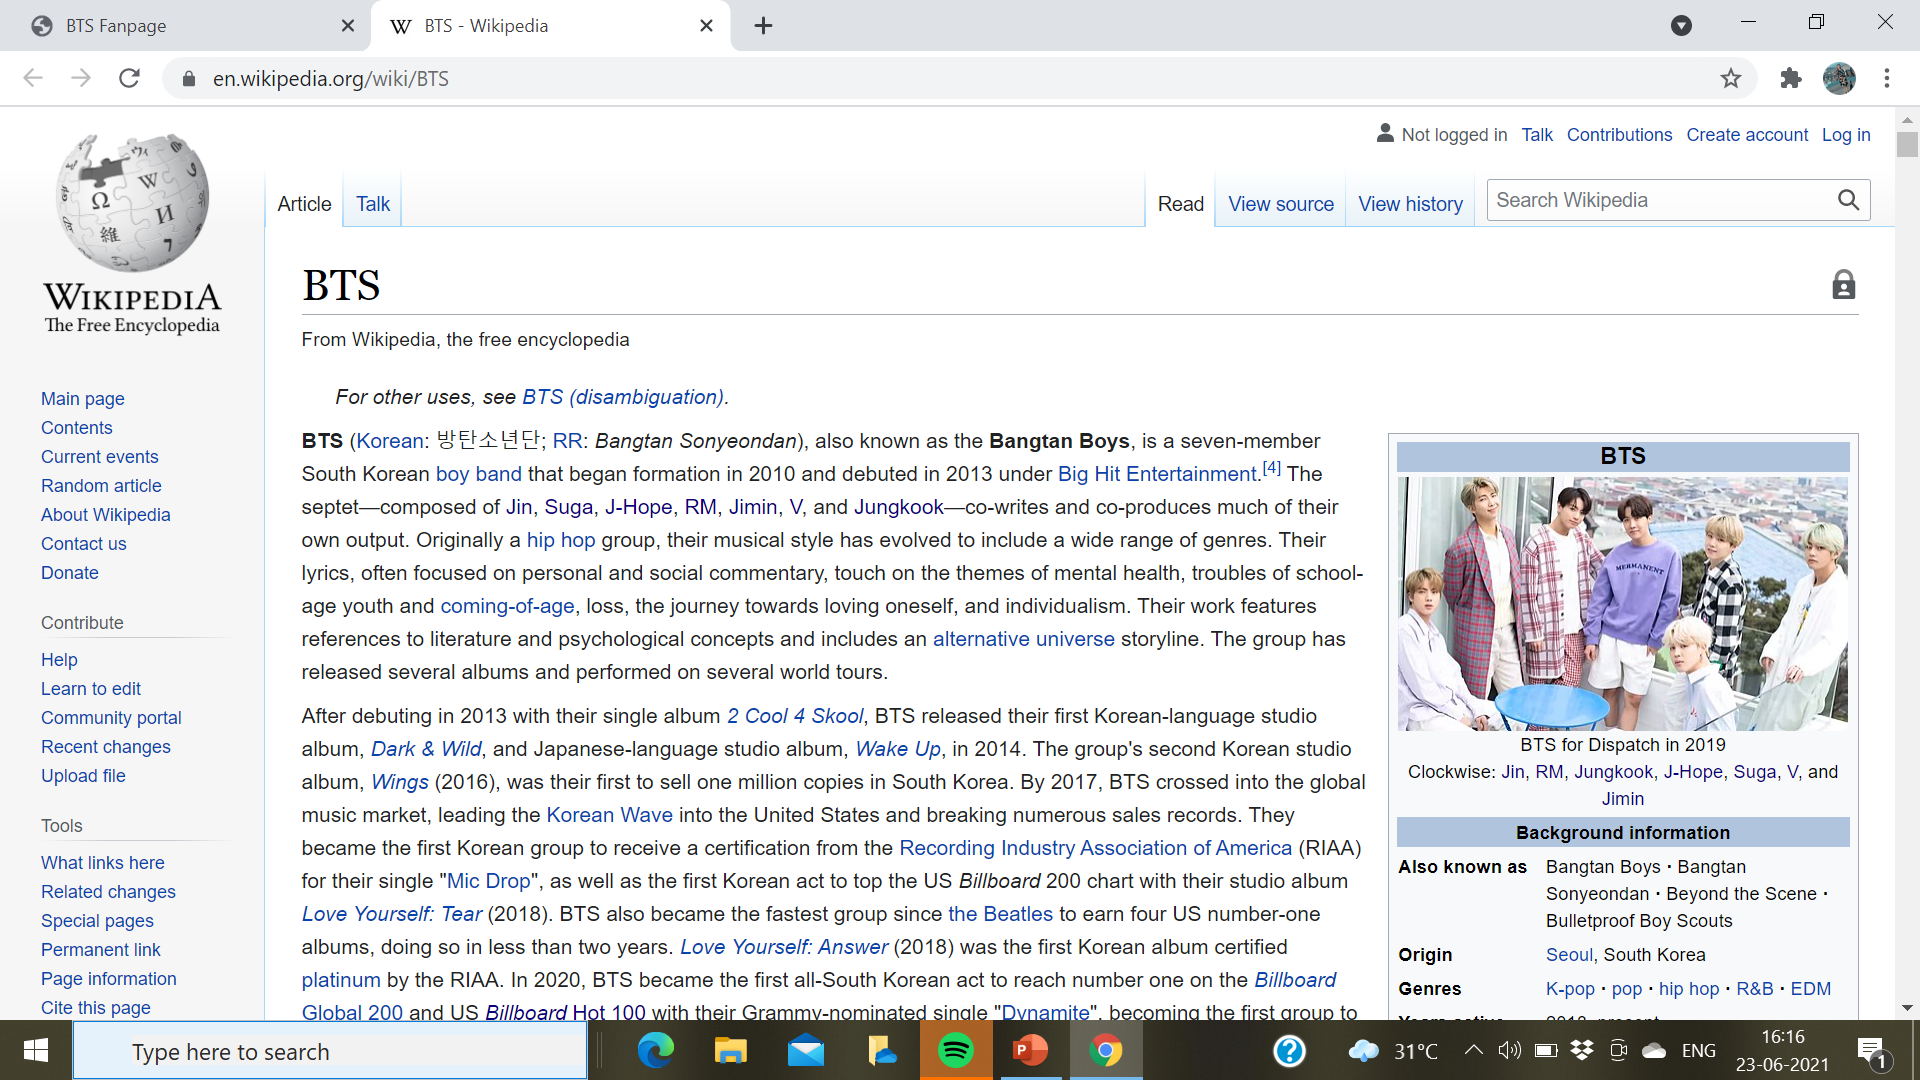 BTS Fanpage
BTS - Wikipedia
en.wikipedia.org/wiki/BTS
Not logged in Talk Contributions Create account Log in
Article Talk Read View source View history Search Wikipedia
WIKIPEDIA
The Free Encyclopedia
Main page
Contents
Current events
Random article
About Wikipedia
Contact us
Donate
Contribute
Help
Learn to edit
Community portal
Recent changes
Upload file
Tools
What links here
Related changes
Special pages
Permanent link
Page information
Cite this page
BTS
From Wikipedia, the free encyclopedia
For other uses, see BTS (disambiguation).
BTS (Korean: 방탄소년단; RR: Bangtan Sonyeondan), also known as the Bangtan Boys, is a seven-member
South Korean boy band that began formation in 2010 and debuted in 2013 under Big Hit Entertainment.[4] The
septet—composed of Jin, Suga, J-Hope, RM, Jimin, V, and Jungkook—co-writes and co-produces much of their
own output. Originally a hip hop group, their musical style has evolved to include a wide range of genres. Their
lyrics, often focused on personal and social commentary, touch on the themes of mental health, troubles of school-
age youth and coming-of-age, loss, the journey towards loving oneself, and individualism. Their work features
references to literature and psychological concepts and includes an alternative universe storyline. The group has
released several albums and performed on several world tours.
After debuting in 2013 with their single album 2 Cool 4 Skool, BTS released their first Korean-language studio
album, Dark & Wild, and Japanese-language studio album, Wake Up, in 2014. The group's second Korean studio
album, Wings (2016), was their first to sell one million copies in South Korea. By 2017, BTS crossed into the global
music market, leading the Korean Wave into the United States and breaking numerous sales records. They
became the first Korean group to receive a certification from the Recording Industry Association of America (RIAA)
for their single "Mic Drop", as well as the first Korean act to top the US Billboard 200 chart with their studio album
Love Yourself: Tear (2018). BTS also became the fastest group since the Beatles to earn four US number-one
albums, doing so in less than two years. Love Yourself: Answer (2018) was the first Korean album certified
platinum by the RIAA. In 2020, BTS became the first all-South Korean act to reach number one on the Billboard
Global 200 and US Billboard Hot 100 with their Grammy-nominated single "Dynamite", becoming the first group to
BTS
BTS for Dispatch in 2019
Clockwise: Jin, RM, Jungkook, J-Hope, Suga, V, and
Jimin
Background information
Also known as Bangtan Boys · Bangtan
Sonyeondan · Beyond the Scene ·
Bulletproof Boy Scouts
Origin Seoul, South Korea
Genres K-pop · pop · hip hop · R&B · EDM
Type here to search
31°C
ENG
16:16
23-06-2021
1